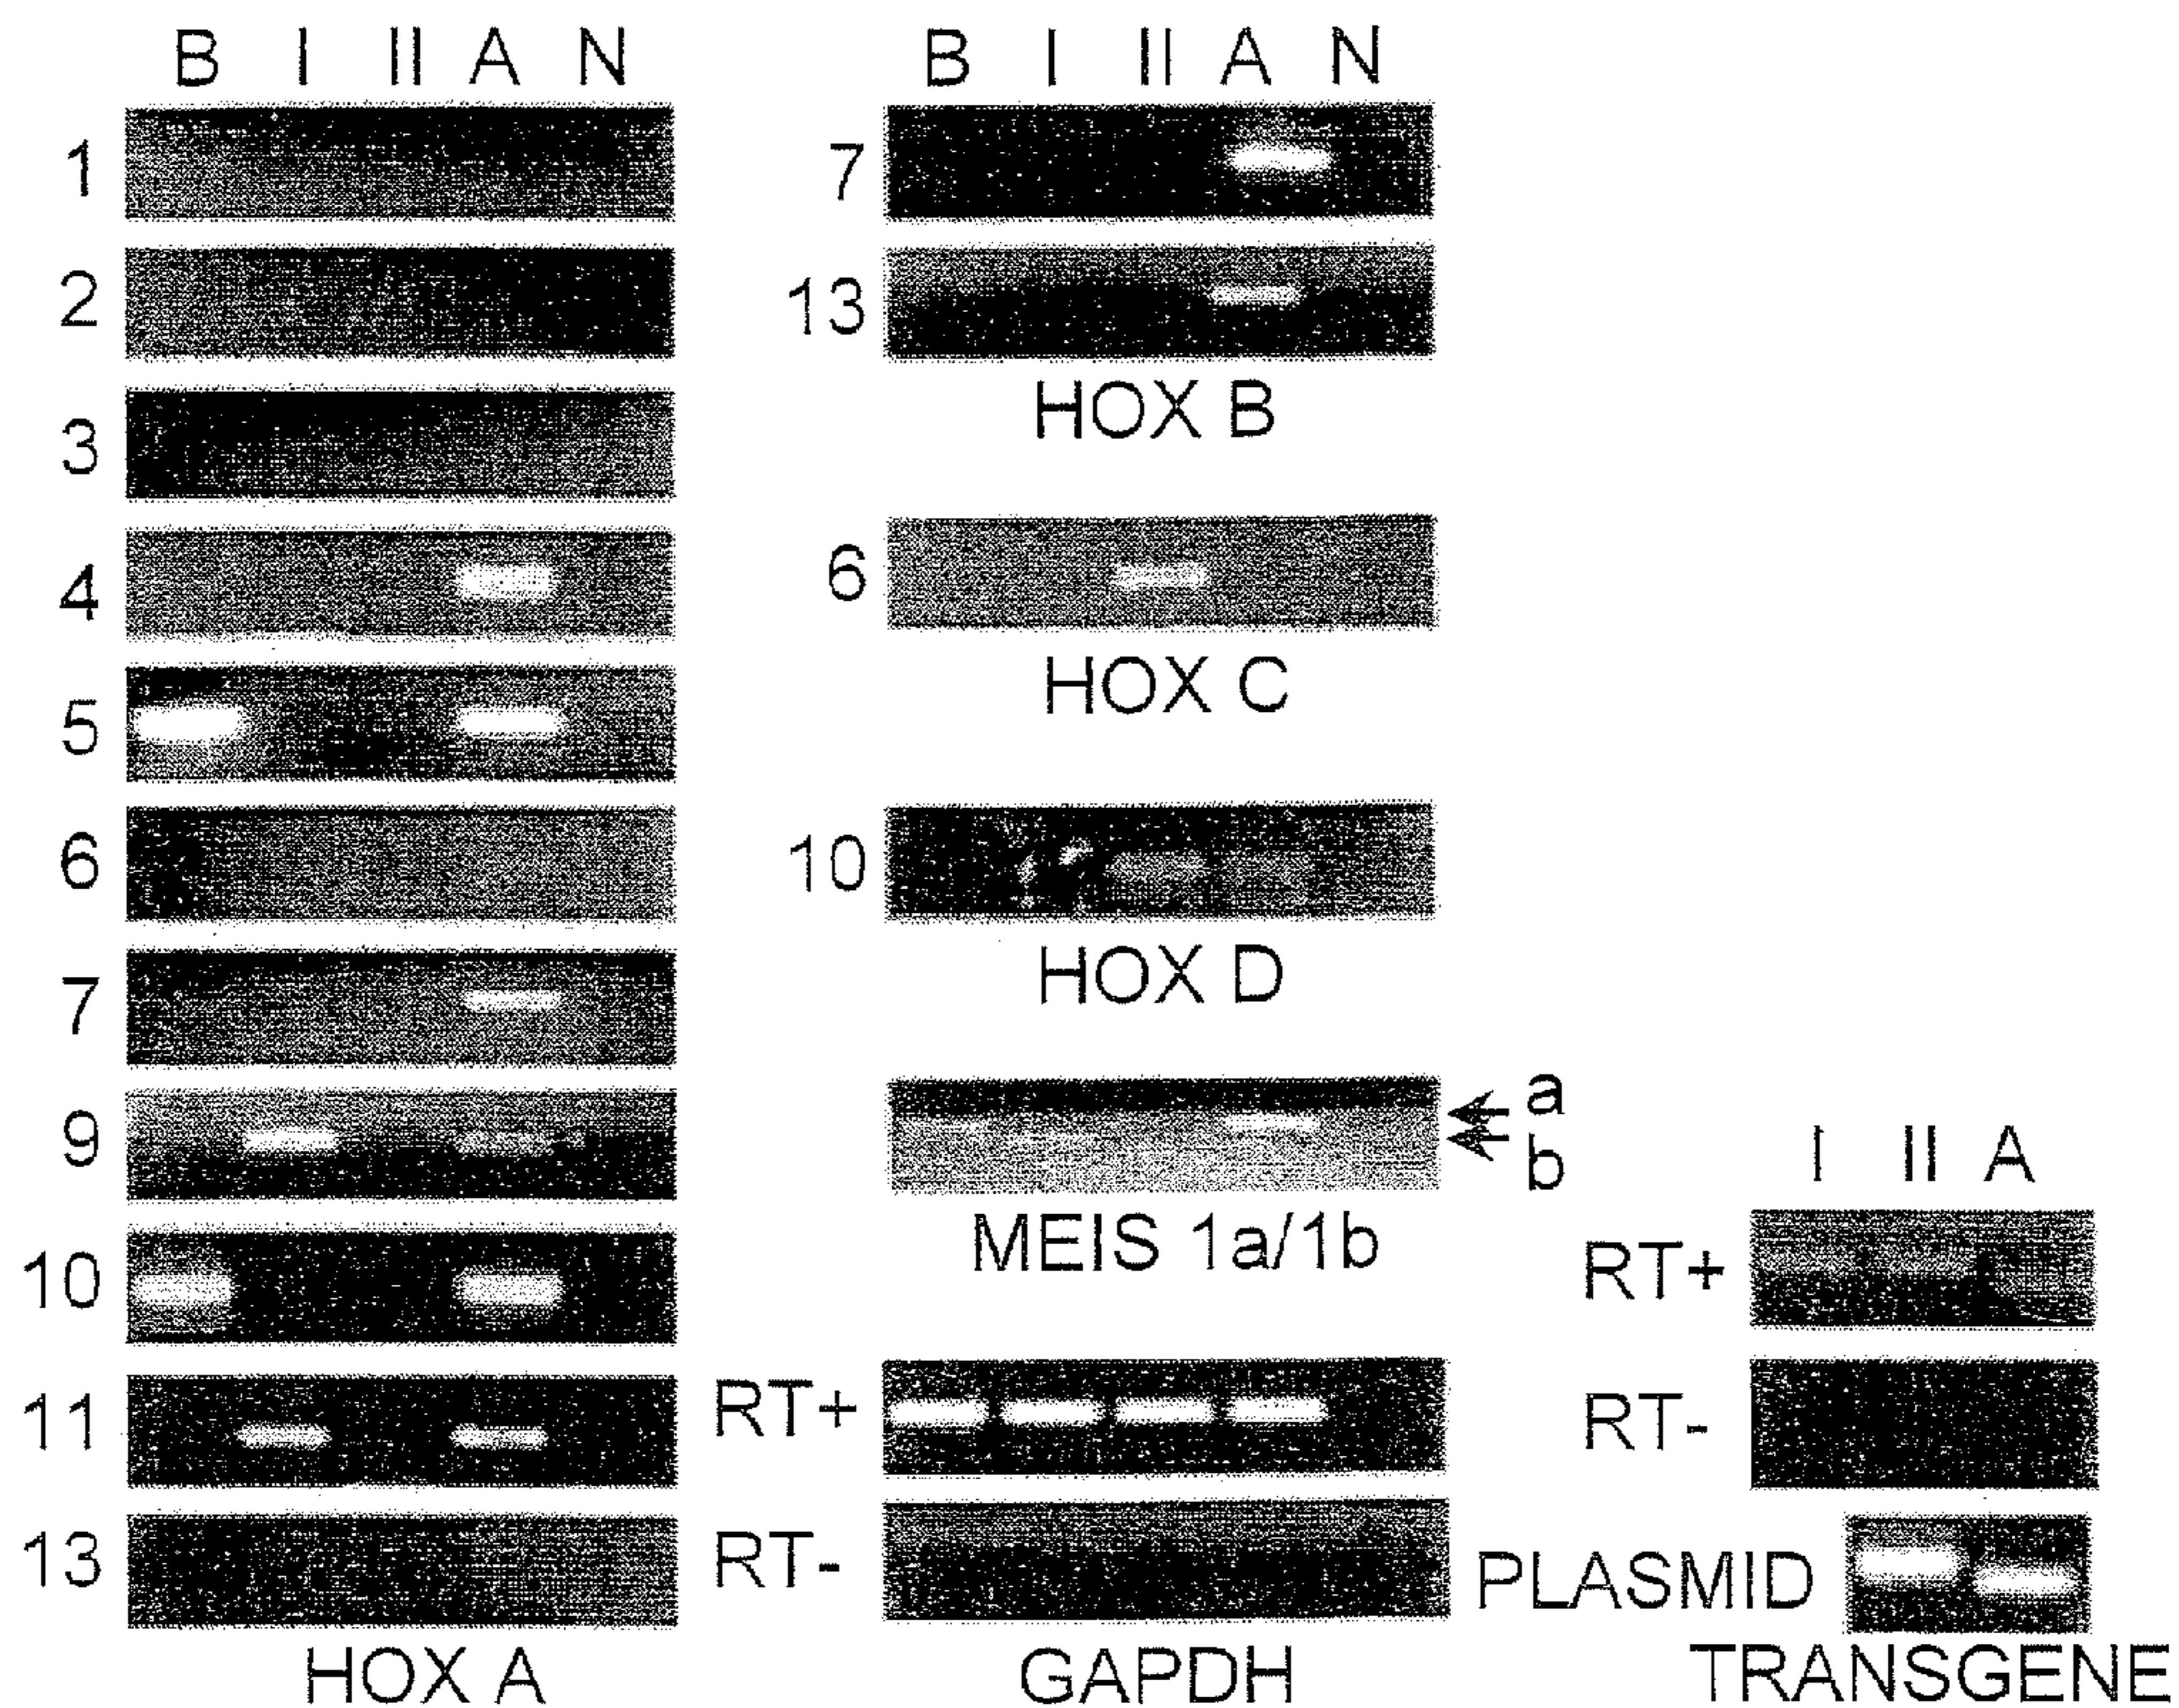 B I II A N
1
2
3
4
5
6
7
9
10
11
13
HOX A
B I II A N
7
13
HOX B
6
HOX C
10
HOX D
a
b
MEIS 1a/1b
RT+
RT-
GAPDH
I II A
RT+
RT-
PLASMID
TRANSGENE